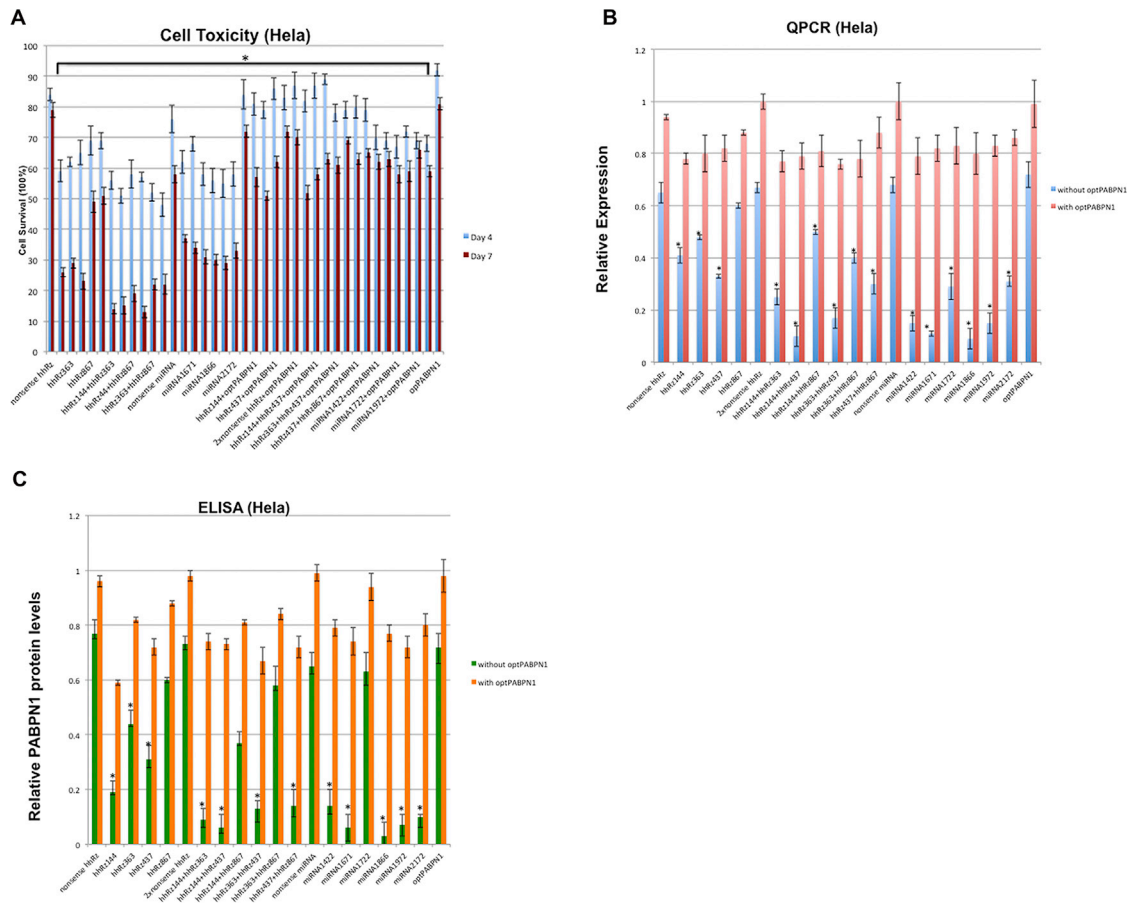 A
Cell Toxicity (Hela)
*
Cell Survival (100%)
100
90
80
70
60
50
40
30
20
10
0
Day 4
Day 7
nonsense hhRz
hhRz363
hhRz867
hhRz144+hhRz363
hhRz44+hhRz867
hhRz363+hhRz867
nonsense miRNA
miRNA1671
miRNA1866
miRNA2172
hhRz144+optPABPN1
hhRz437+optPABPN1
2xnonsense hhRz+optPABPN1
hhRz144+hhRz437+optPABPN1
hhRz363+hhRz437+optPABPN1
hhRz437+hhRz867+optPABPN1
miRNA1422+optPABPN1
miRNA1722+optPABPN1
miRNA1972+optPABPN1
optPABPN1
B
QPCR (Hela)
Relative Expression
1.2
1
0.8
0.6
0.4
0.2
0
* * * * * * * * * * * * * *
without optPABPN1
with optPABPN1
nonsense hhRz
hhRz144
hhRz437
hhRz867
2xnonsense hhRz
hhRz144+hhRz363
hhRz144+hhRz437
hhRz144+hhRz867
hhRz363+hhRz437
hhRz363+hhRz867
hhRz437+hhRz867
nonsense miRNA
miRNA1422
miRNA1671
miRNA1722
miRNA1866
miRNA1972
miRNA2172
optPABPN1
C
ELISA (Hela)
Relative PABPN1 protein levels
1.2
1
0.8
0.6
0.4
0.2
0
* * * * * * * * * * * *
without optPABPN1
with optPABPN1
nonsense hhRz
hhRz144
hhRz363
hhRz437
hhRz867
2xnonsense hhRz
hhRz144+hhRz363
hhRz144+hhRz437
hhRz144+hhRz867
hhRz363+hhRz437
hhRz363+hhRz867
hhRz437+hhRz867
nonsense miRNA
miRNA1422
miRNA1671
miRNA1722
miRNA1866
miRNA1972
miRNA2172
optPABPN1